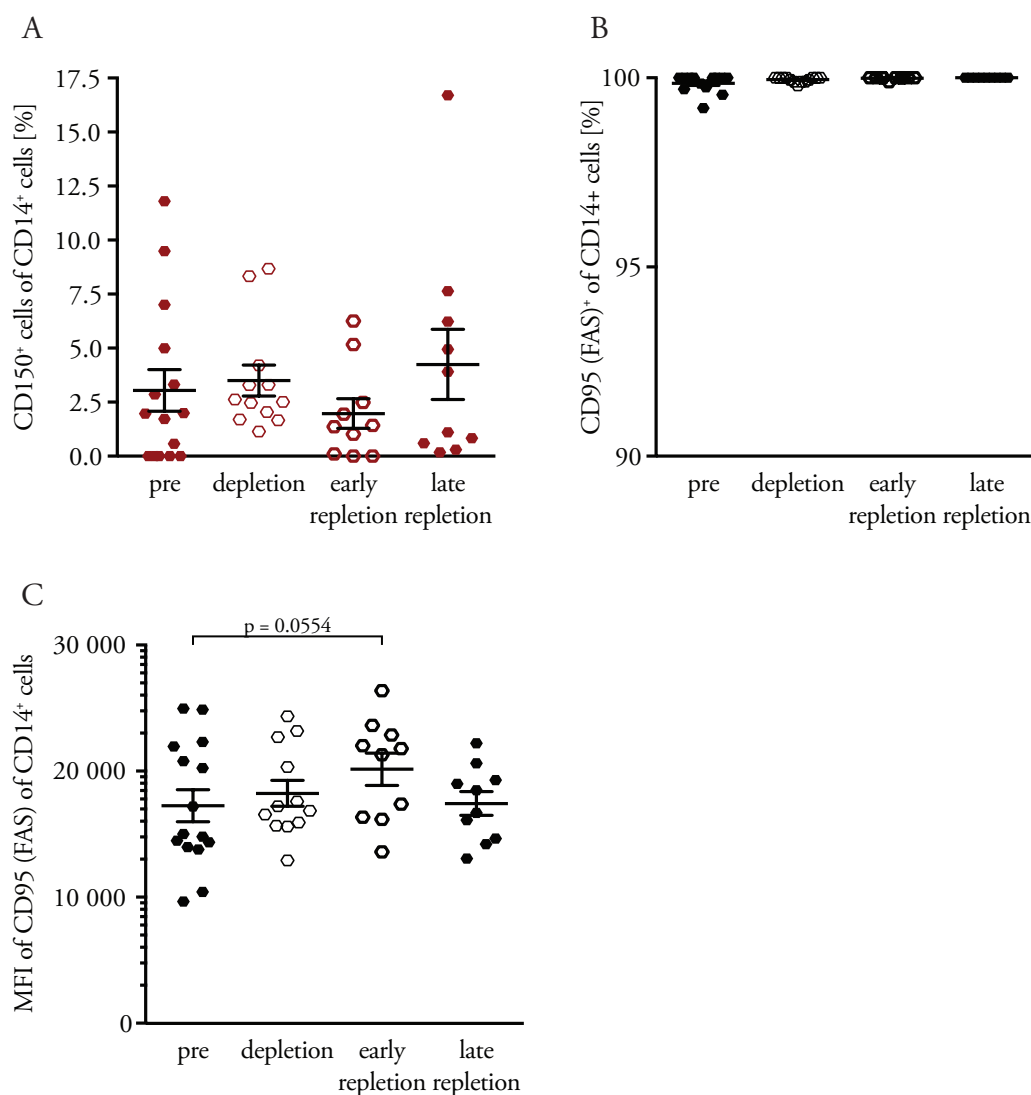 A
CD150⁺ cells of CD14⁺ cells [%]
17.5
15.0
12.5
10.0
7.5
5.0
2.5
0.0
pre
depletion
early
repletion
late
repletion
B
CD95 (FAS)⁺ of CD14+ cells [%]
100
95
90
pre
depletion
early
repletion
late
repletion
C
MFI of CD95 (FAS) of CD14⁺ cells
p = 0.0554
30 000
20 000
10 000
0
pre
depletion
early
repletion
late
repletion